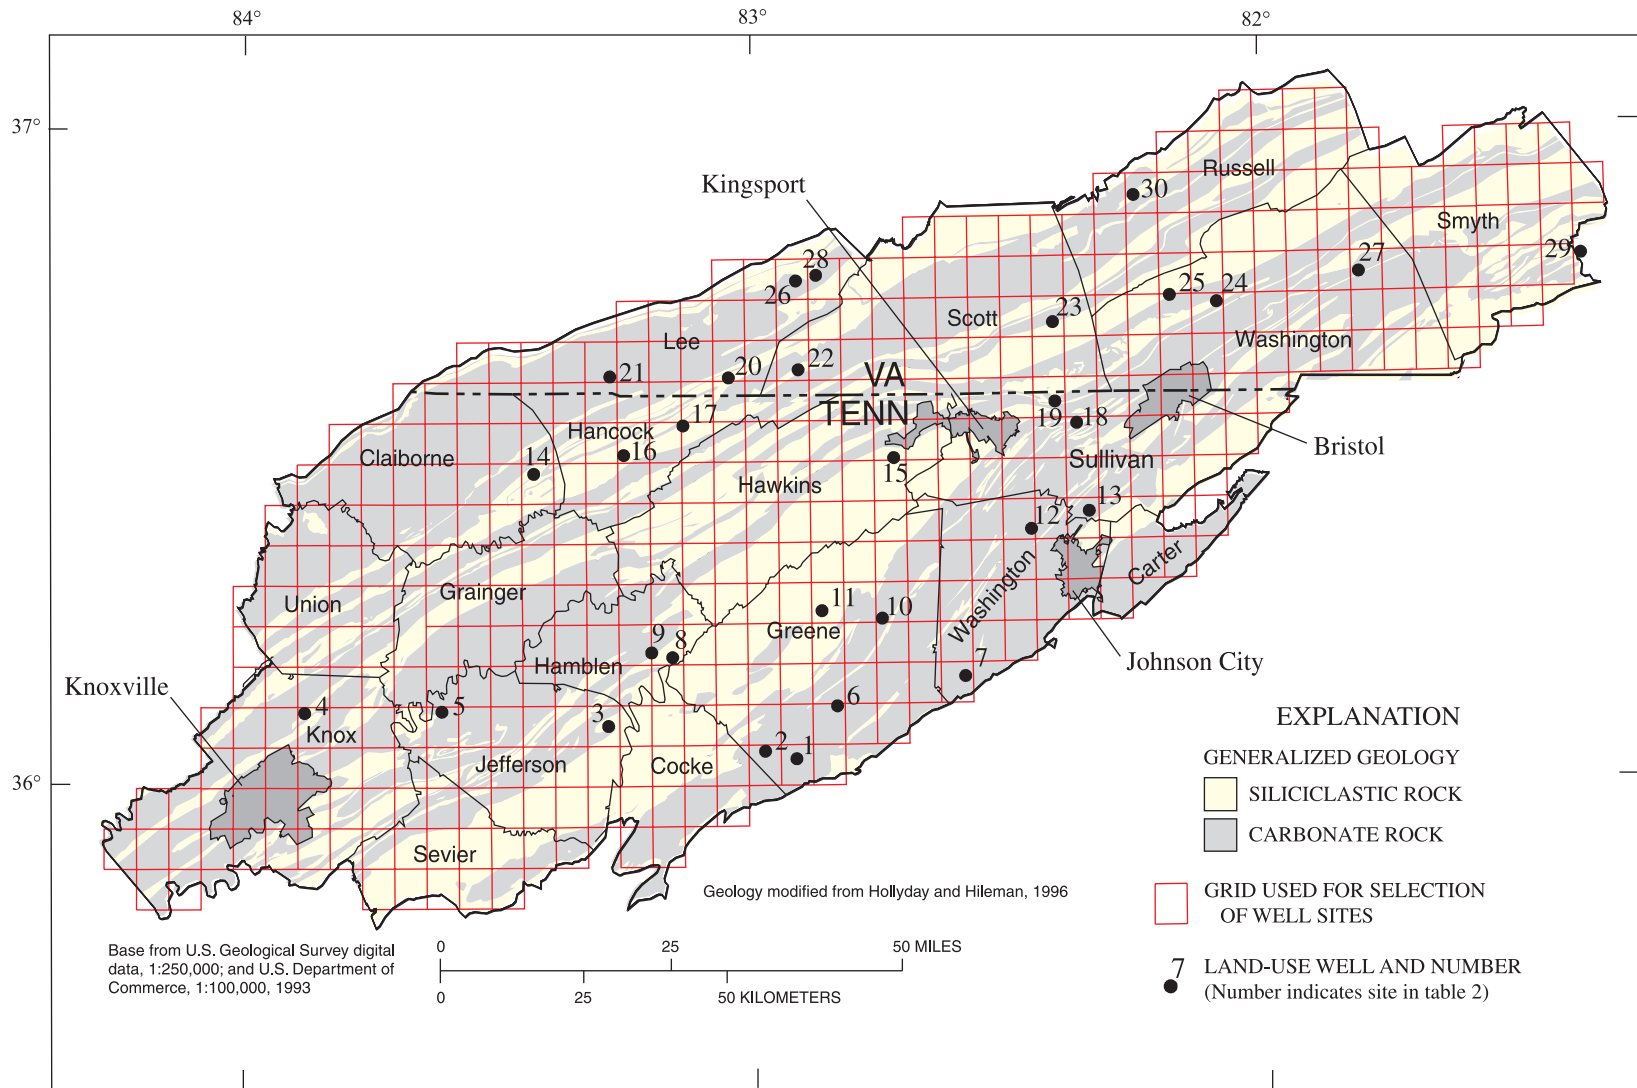 84°
83°
82°
37°
36°
Kingsport
Russell
30
Smyth
29
28
26
27
25
24
Scott
23
Washington
Lee
21
20
22
VA
TENN
17
19
18
Bristol
Hancock
Claiborne
14
16
15
Sullivan
Hawkins
13
12
Carter
Washington
Grainger
Union
11
10
Greene
9
8
Hamblen
7
Johnson City
Knoxville
4
Knox
5
3
6
2
1
Jefferson
Cocke
Sevier
EXPLANATION
GENERALIZED GEOLOGY
SILICICLASTIC ROCK
CARBONATE ROCK
GRID USED FOR SELECTION
OF WELL SITES
7 LAND-USE WELL AND NUMBER
(Number indicates site in table 2)
Geology modified from Hollyday and Hileman, 1996
Base from U.S. Geological Survey digital
data, 1:250,000; and U.S. Department of
Commerce, 1:100,000, 1993
0 25 50 MILES
0 25 50 KILOMETERS